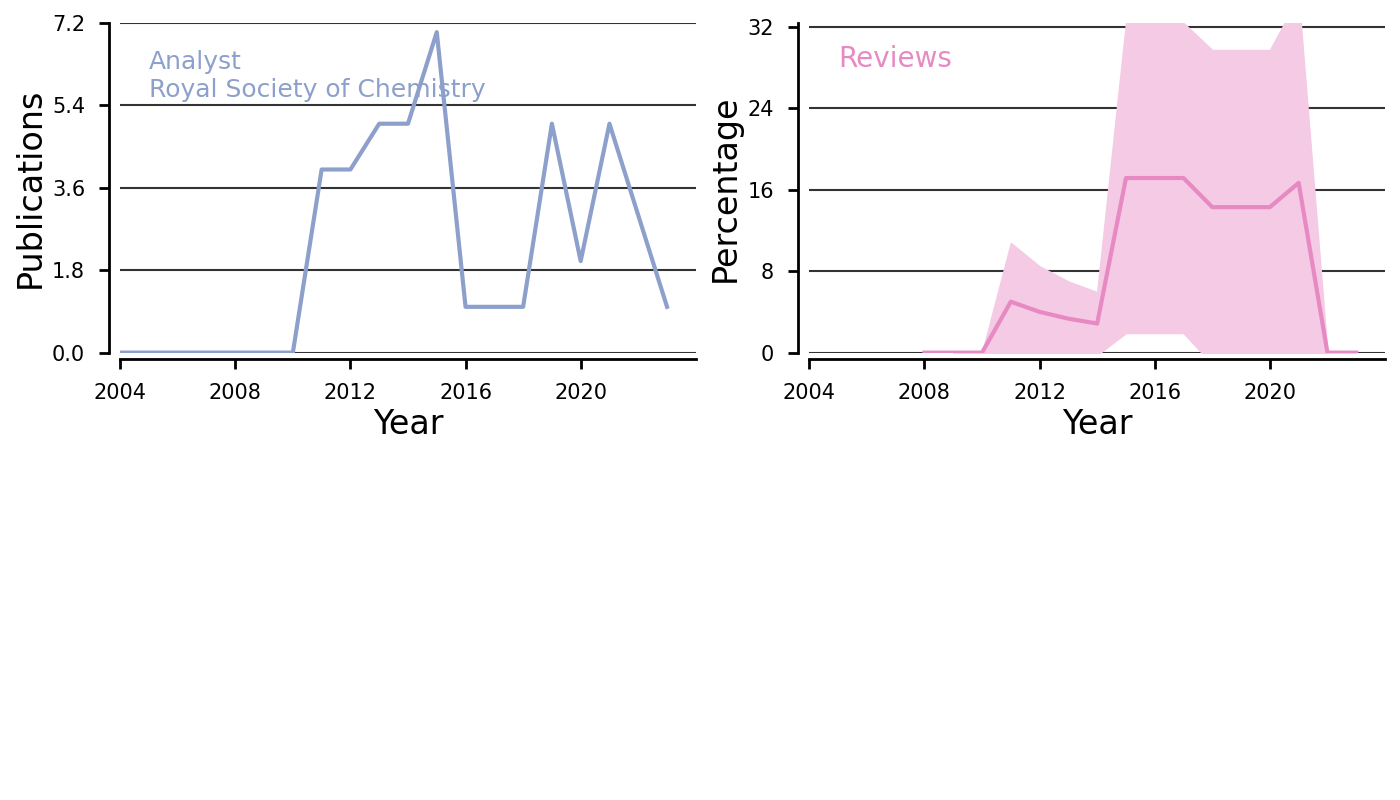 7.2
5.4
3.6
1.8
0.0
Publications
Analyst
Royal Society of Chemistry
2004 2008 2012 2016 2020
Year
32
24
16
8
0
Percentage
Reviews
2004 2008 2012 2016 2020
Year